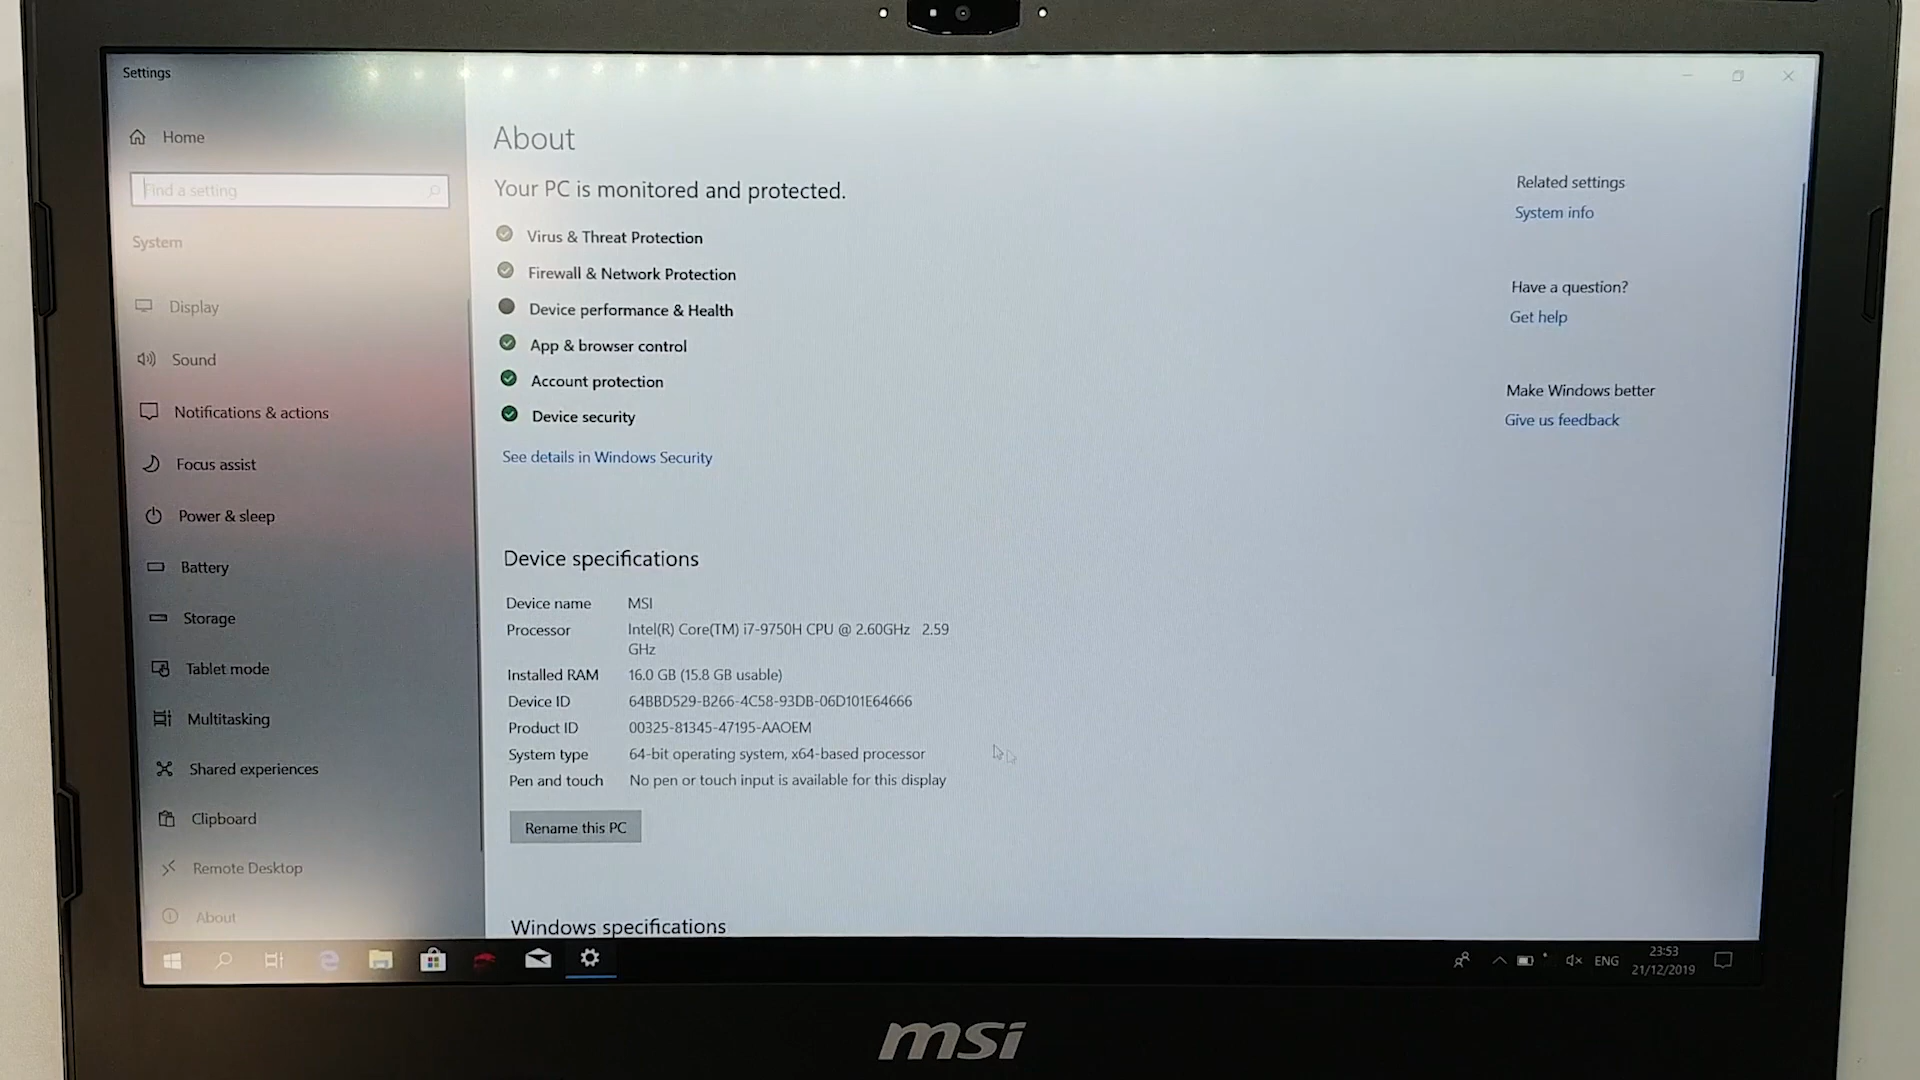 Settings
Home
Find a setting
System
Display
Sound
Notifications & actions
Focus assist
Power & sleep
Battery
Storage
Tablet mode
Multitasking
Shared experiences
Clipboard
Remote Desktop
About
About
Your PC is monitored and protected.
Virus & Threat Protection
Firewall & Network Protection
Device performance & Health
App & browser control
Account protection
Device security
See details in Windows Security
Device specifications
Device name MSI
Processor Intel(R) Core(TM) i7-9750H CPU @ 2.60GHz 2.59
GHz
Installed RAM 16.0 GB (15.8 GB usable)
Device ID 64BBD529-B266-4C58-93DB-06D101E64666
Product ID 00325-81345-47195-AAOEM
System type 64-bit operating system, x64-based processor
Pen and touch No pen or touch input is available for this display
Rename this PC
Windows specifications
Related settings
System info
Have a question?
Get help
Make Windows better
Give us feedback
ENG
23:53
21/12/2019
msi